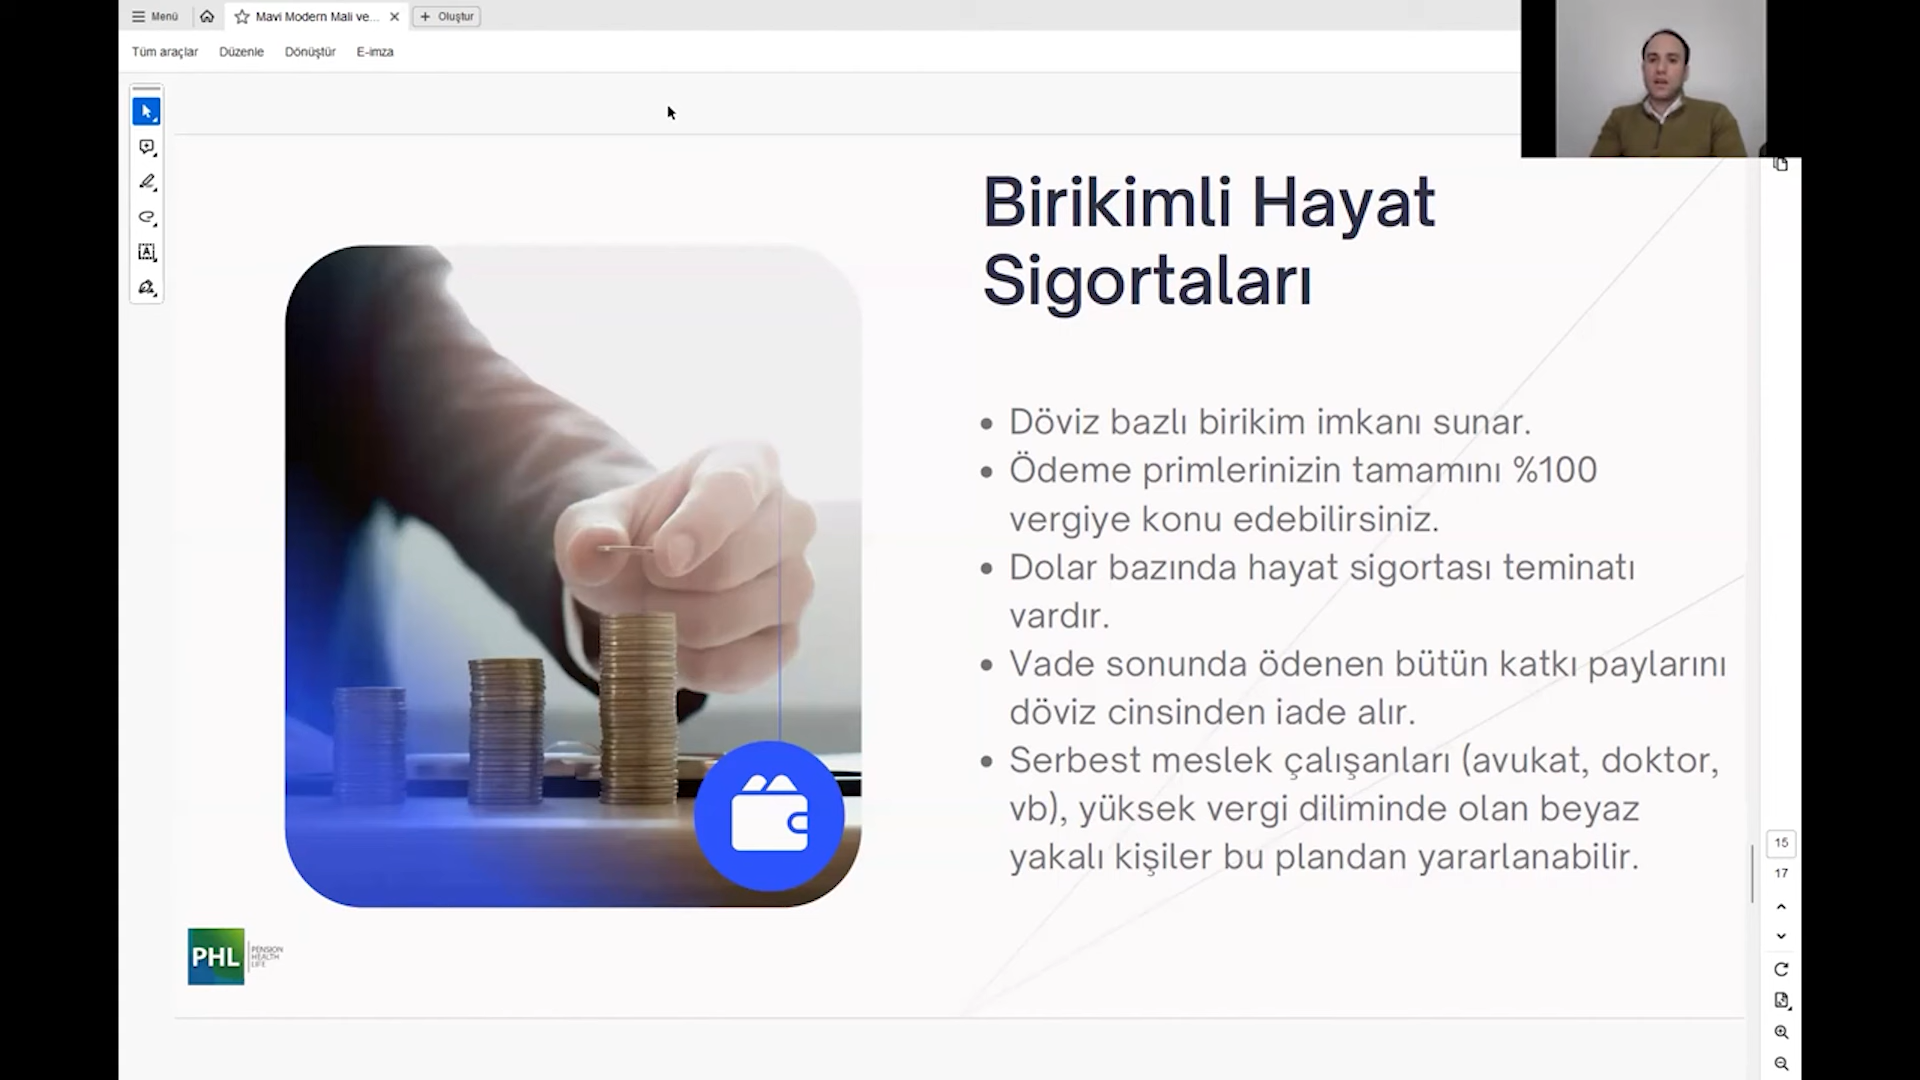 Menü
Mavi Modern Mali ve...
Oluştur
Tüm araçlar
Düzenle
Dönüştür
E-imza
Birikimli Hayat
Sigortaları
• Döviz bazlı birikim imkanı sunar.
• Ödeme primlerinizin tamamını %100
vergiye konu edebilirsiniz.
• Dolar bazında hayat sigortası teminatı
vardır.
• Vade sonunda ödenen bütün katkı paylarını
döviz cinsinden iade alır.
• Serbest meslek çalışanları (avukat, doktor,
vb), yüksek vergi diliminde olan beyaz
yakalı kişiler bu plandan yararlanabilir.
PHL
PENSION
HEALTH
LIFE
15
17